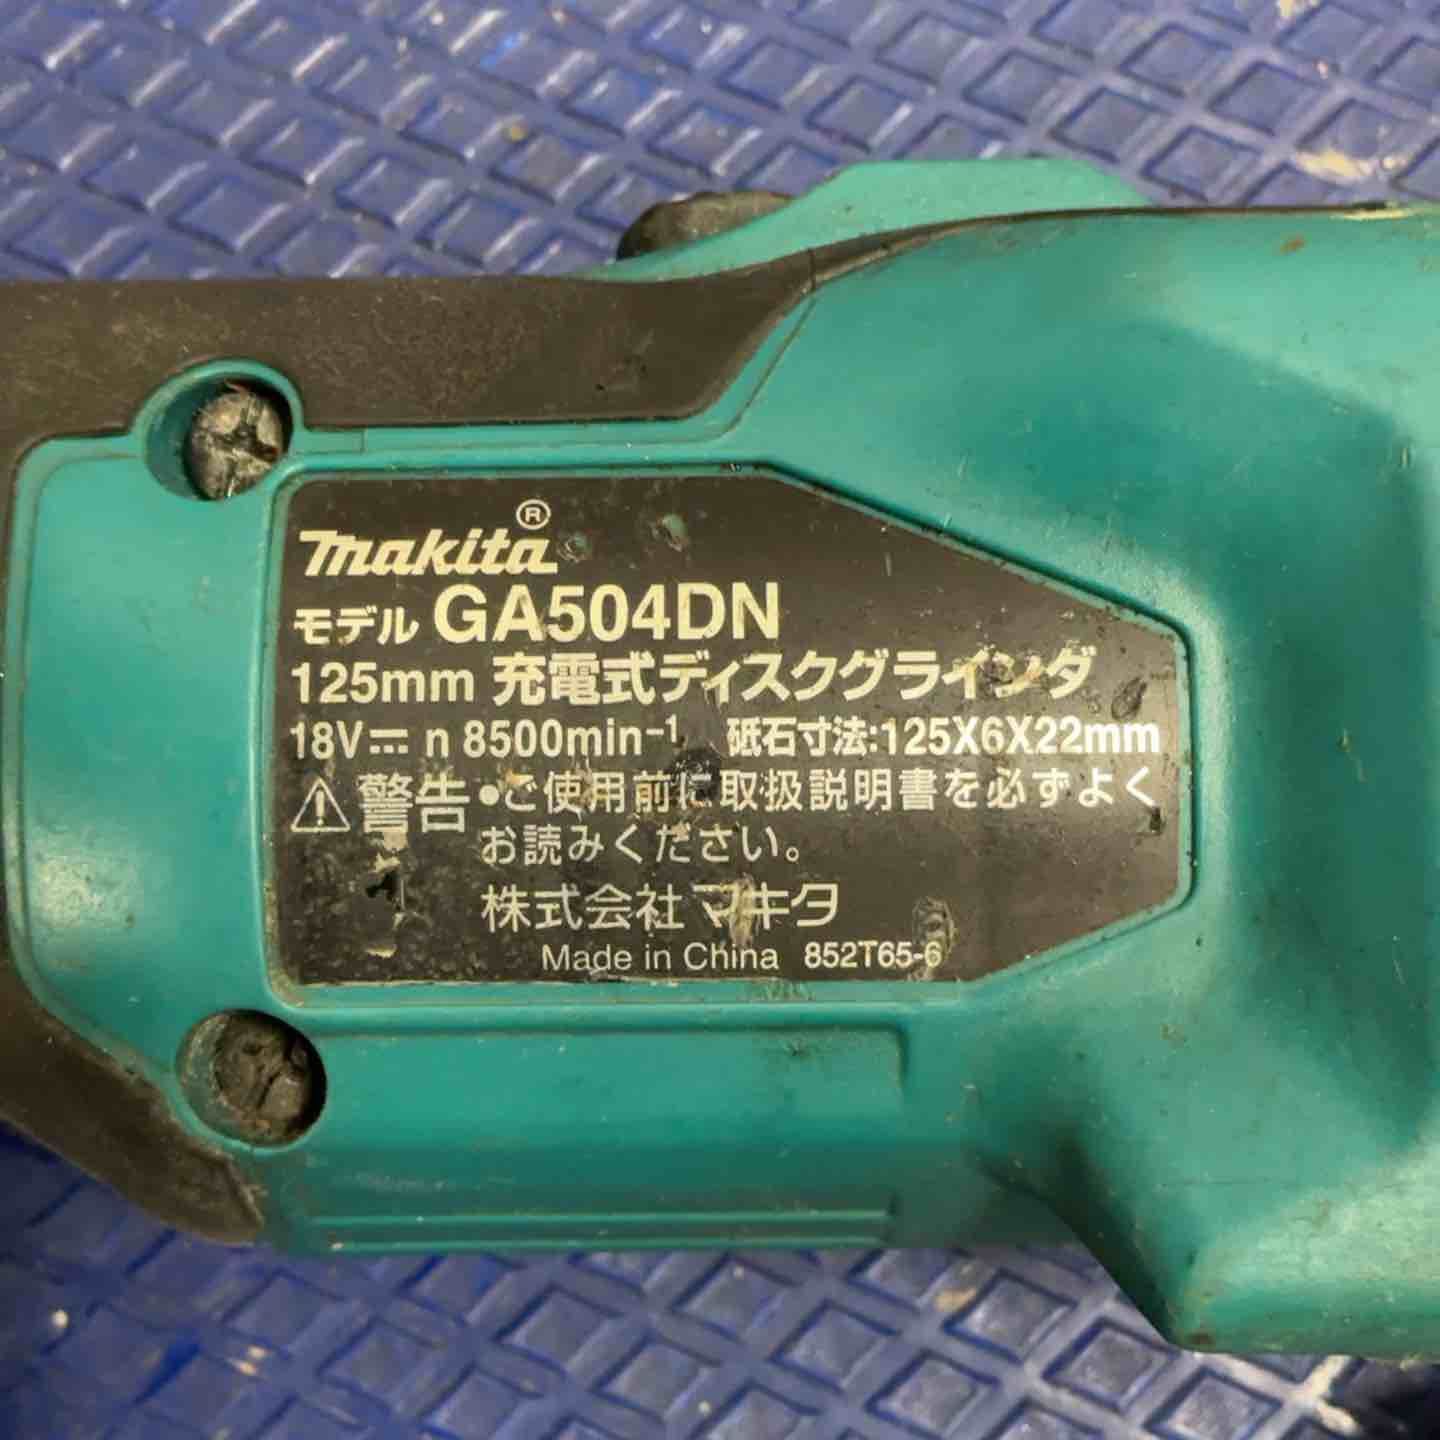 Makita®
モデル GA504DN
125mm 充電式ディスクグラインダ
18V⎓ n 8500min⁻¹ 砥石寸法:125X6X22mm
⚠警告 •ご使用前に取扱説明書を必ずよく
お読みください。
株式会社マキタ
Made in China 852T65-6